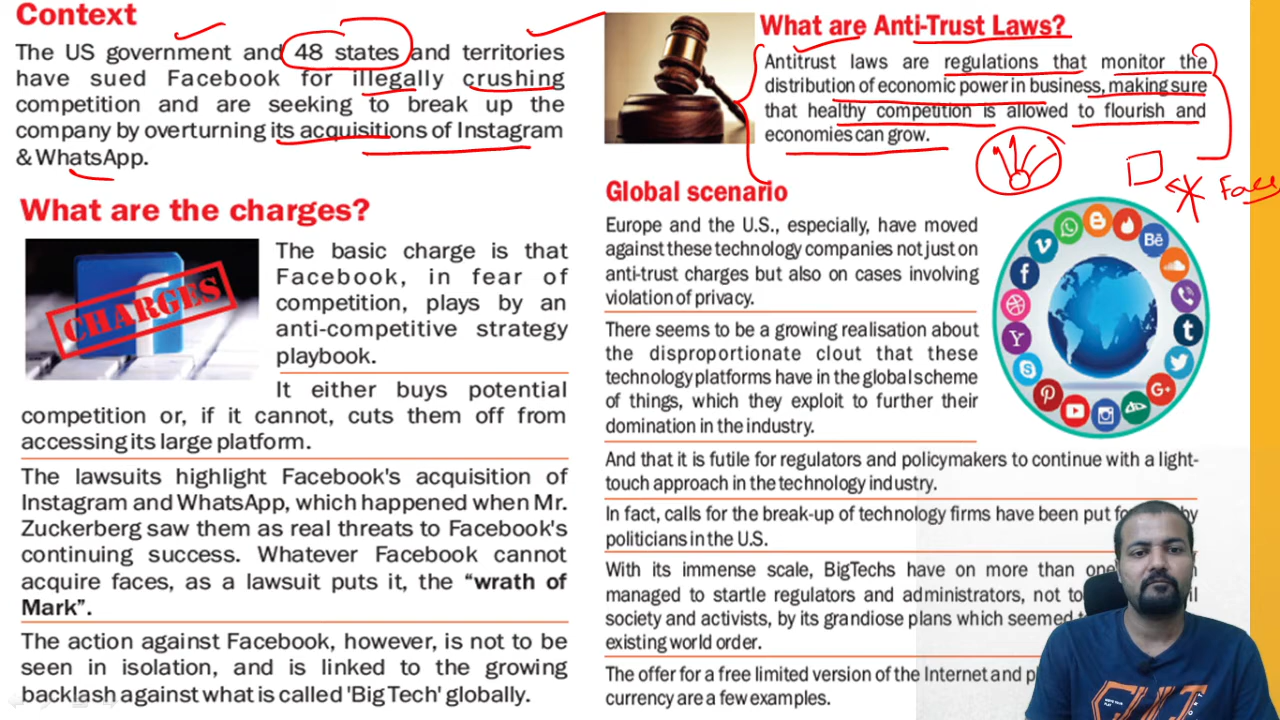 Context
The US government and 48 states and territories
have sued Facebook for illegally crushing
competition and are seeking to break up the
company by overturning its acquisitions of Instagram
& WhatsApp.
What are the charges?
CHARGES
The basic charge is that
Facebook, in fear of
competition, plays by an
anti-competitive strategy
playbook.
It either buys potential
competition or, if it cannot, cuts them off from
accessing its large platform.
The lawsuits highlight Facebook's acquisition of
Instagram and WhatsApp, which happened when Mr.
Zuckerberg saw them as real threats to Facebook's
continuing success. Whatever Facebook cannot
acquire faces, as a lawsuit puts it, the "wrath of
Mark".
The action against Facebook, however, is not to be
seen in isolation, and is linked to the growing
backlash against what is called 'Big Tech' globally.
What are Anti-Trust Laws?
Antitrust laws are regulations that monitor the
distribution of economic power in business, making sure
that healthy competition is allowed to flourish and
economies can grow.
Global scenario
Europe and the U.S., especially, have moved
against these technology companies not just on
anti-trust charges but also on cases involving
violation of privacy.
There seems to be a growing realisation about
the disproportionate clout that these
technology platforms have in the global scheme
of things, which they exploit to further their
domination in the industry.
And that it is futile for regulators and policymakers to continue with a light-
touch approach in the technology industry.
In fact, calls for the break-up of technology firms have been put by
politicians in the U.S.
With its immense scale, BigTechs have on more than one
managed to startle regulators and administrators, not to
society and activists, by its grandiose plans which seemed
existing world order.
The offer for a free limited version of the Internet and
currency are a few examples.